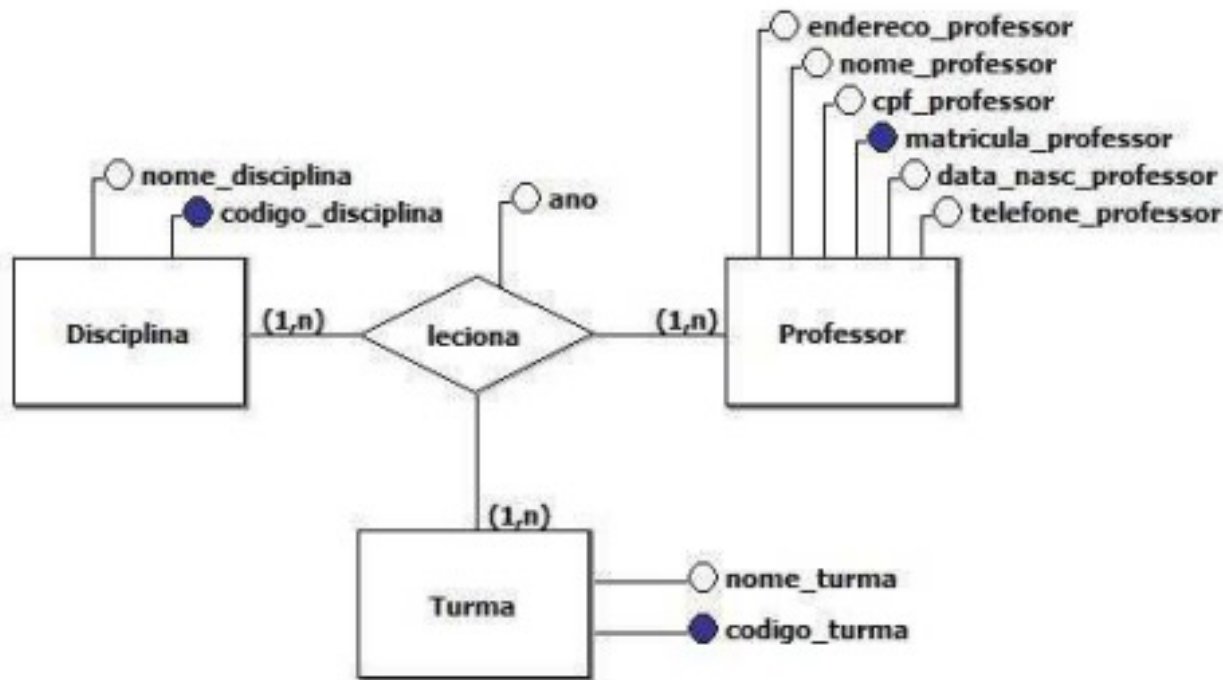 endereco_professor
nome_professor
cpf_professor
matricula_professor
data_nasc_professor
telefone_professor
nome_disciplina
codigo_disciplina
ano
Disciplina
(1,n)
leciona
(1,n)
Professor
(1,n)
Turma
nome_turma
codigo_turma